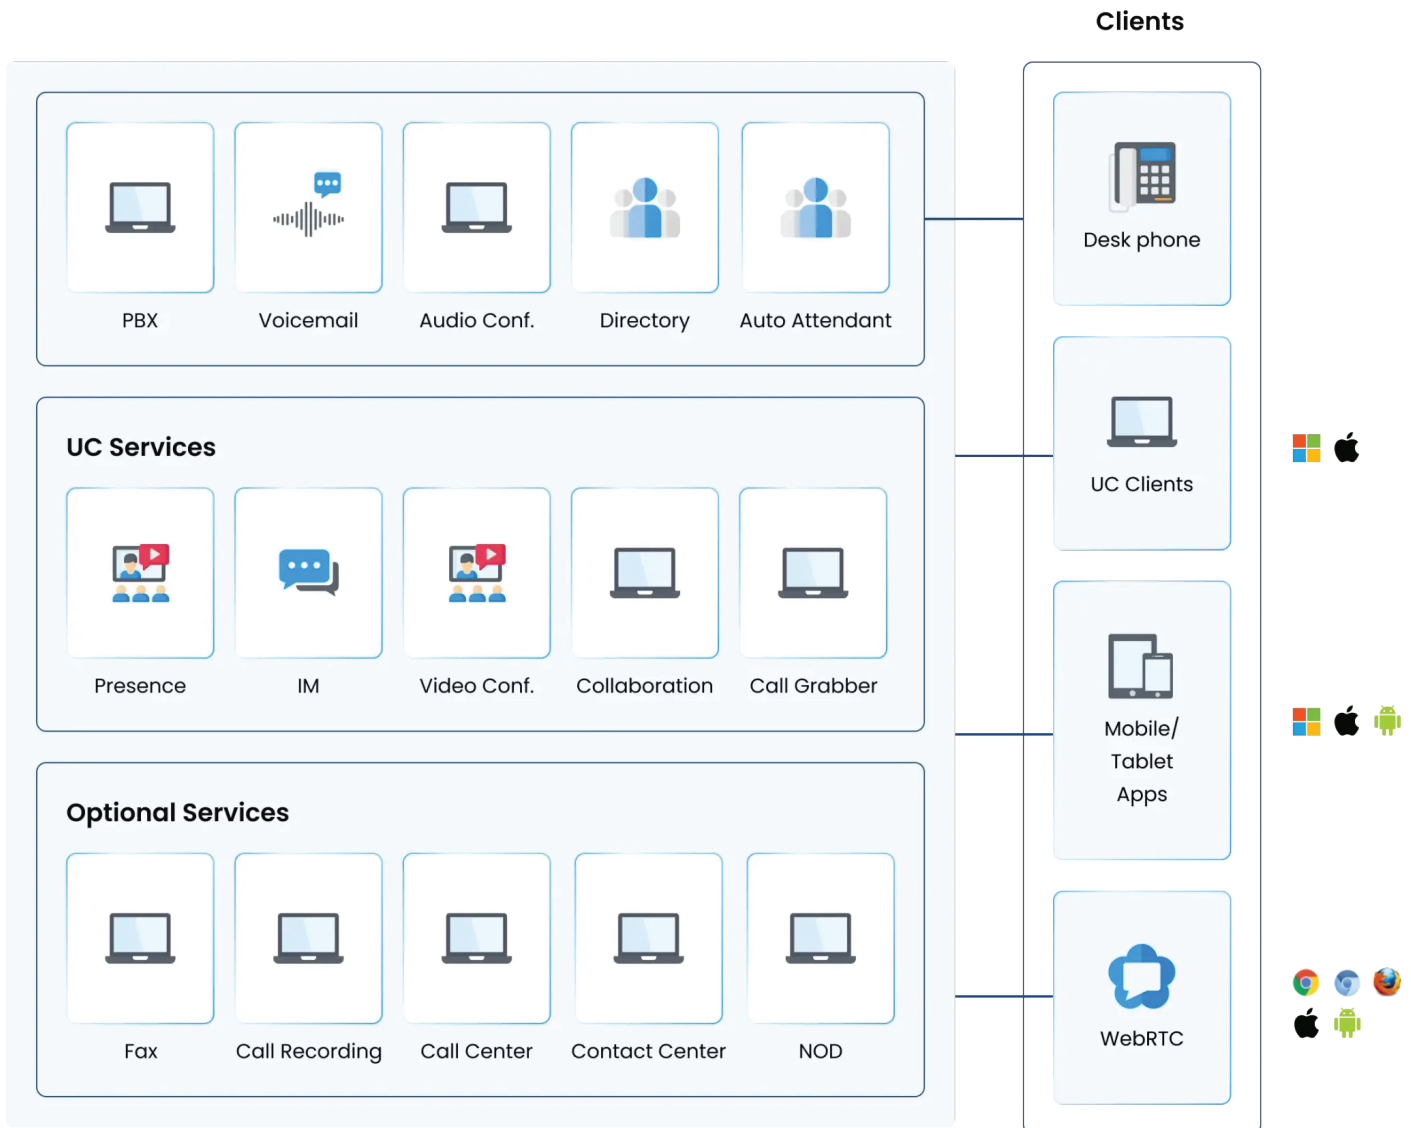 Clients
PBX
Voicemail
Audio Conf.
Directory
Auto Attendant
Desk phone
UC Services
Presence
IM
Video Conf.
Collaboration
Call Grabber
UC Clients
Mobile/
Tablet
Apps
Optional Services
Fax
Call Recording
Call Center
Contact Center
NOD
WebRTC